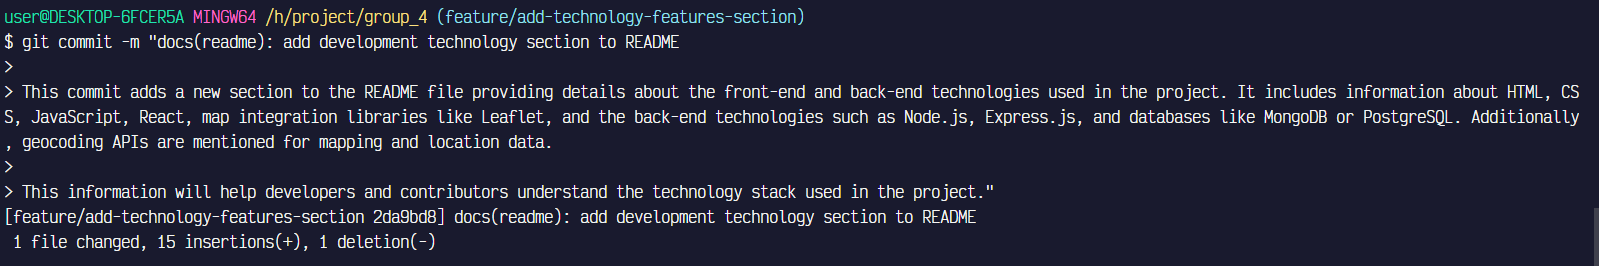 user@DESKTOP-6FCER5A MINGW64 /h/project/group_4 (feature/add-technology-features-section)
$ git commit -m "docs(readme): add development technology section to README
>
> This commit adds a new section to the README file providing details about the front-end and back-end technologies used in the project. It includes information about HTML, CS
S, JavaScript, React, map integration libraries like Leaflet, and the back-end technologies such as Node.js, Express.js, and databases like MongoDB or PostgreSQL. Additionally
, geocoding APIs are mentioned for mapping and location data.
>
> This information will help developers and contributors understand the technology stack used in the project."
[feature/add-technology-features-section 2da9bd8] docs(readme): add development technology section to README
 1 file changed, 15 insertions(+), 1 deletion(-)